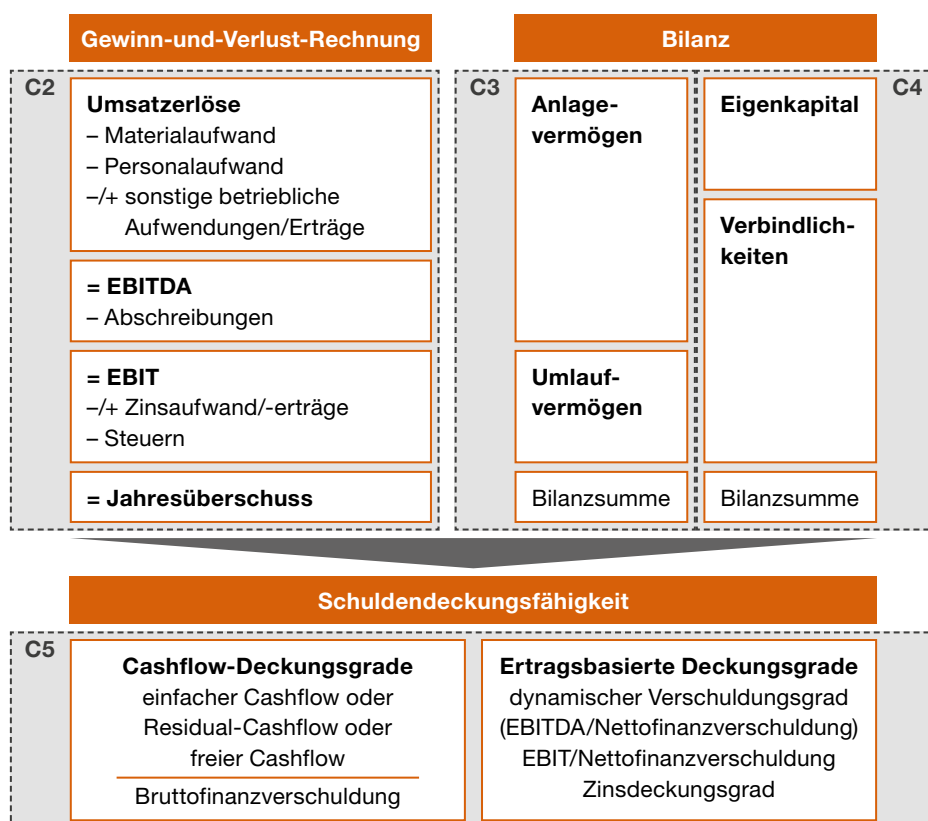 Gewinn-und-Verlust-Rechnung
C2
Umsatzerlöse
– Materialaufwand
– Personalaufwand
–/+ sonstige betriebliche
Aufwendungen/Erträge
= EBITDA
– Abschreibungen
= EBIT
–/+ Zinsaufwand/-erträge
– Steuern
= Jahresüberschuss
Bilanz
C3
Anlage-
vermögen
Umlauf-
vermögen
Bilanzsumme
C4
Eigenkapital
Verbindlich-
keiten
Bilanzsumme
Schuldendeckungsfähigkeit
C5
Cashflow-Deckungsgrade
einfacher Cashflow oder
Residual-Cashflow oder
freier Cashflow
Bruttofinanzverschuldung
Ertragsbasierte Deckungsgrade
dynamischer Verschuldungsgrad
(EBITDA/Nettofinanzverschuldung)
EBIT/Nettofinanzverschuldung
Zinsdeckungsgrad